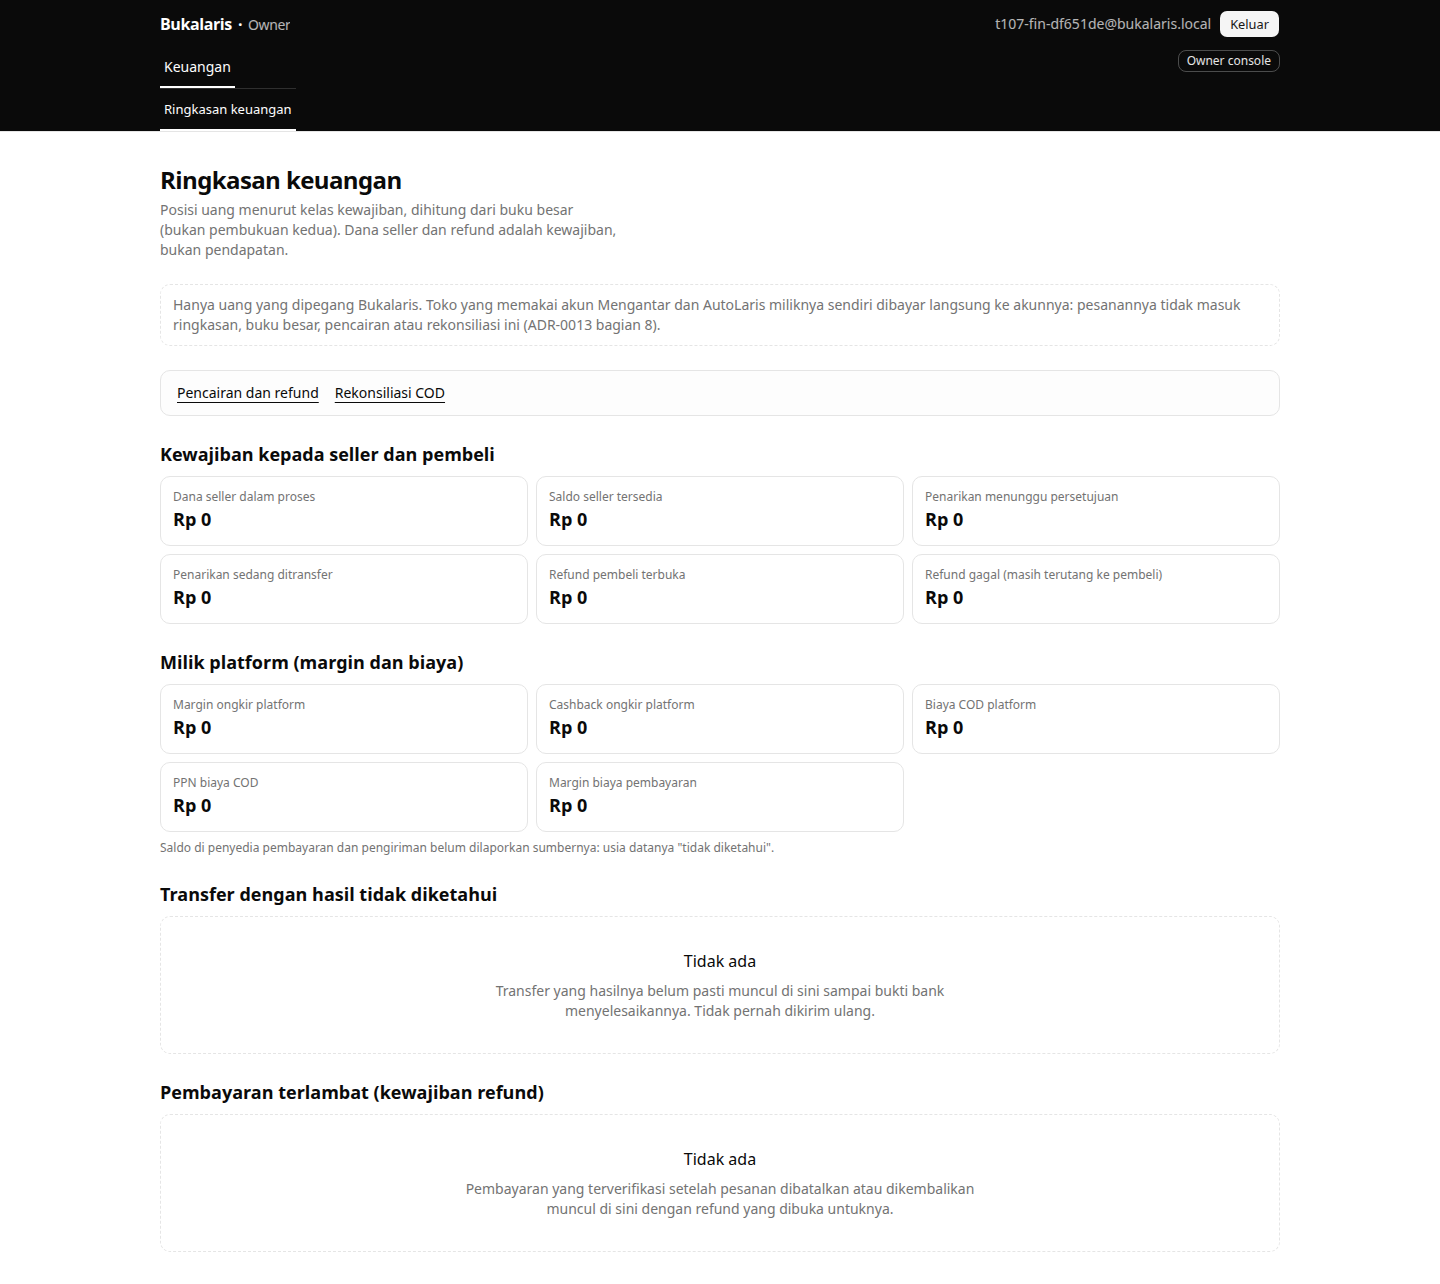 Bukalaris · Owner
t107-fin-df651de@bukalaris.local
Keluar
Keuangan
Owner console
Ringkasan keuangan
Ringkasan keuangan
Posisi uang menurut kelas kewajiban, dihitung dari buku besar
(bukan pembukuan kedua). Dana seller dan refund adalah kewajiban,
bukan pendapatan.
Hanya uang yang dipegang Bukalaris. Toko yang memakai akun Mengantar dan AutoLaris miliknya sendiri dibayar langsung ke akunnya: pesanannya tidak masuk
ringkasan, buku besar, pencairan atau rekonsiliasi ini (ADR-0013 bagian 8).
Pencairan dan refund
Rekonsiliasi COD
Kewajiban kepada seller dan pembeli
Dana seller dalam proses
Rp 0
Saldo seller tersedia
Rp 0
Penarikan menunggu persetujuan
Rp 0
Penarikan sedang ditransfer
Rp 0
Refund pembeli terbuka
Rp 0
Refund gagal (masih terutang ke pembeli)
Rp 0
Milik platform (margin dan biaya)
Margin ongkir platform
Rp 0
Cashback ongkir platform
Rp 0
Biaya COD platform
Rp 0
PPN biaya COD
Rp 0
Margin biaya pembayaran
Rp 0
Saldo di penyedia pembayaran dan pengiriman belum dilaporkan sumbernya: usia datanya "tidak diketahui".
Transfer dengan hasil tidak diketahui
Tidak ada
Transfer yang hasilnya belum pasti muncul di sini sampai bukti bank
menyelesaikannya. Tidak pernah dikirim ulang.
Pembayaran terlambat (kewajiban refund)
Tidak ada
Pembayaran yang terverifikasi setelah pesanan dibatalkan atau dikembalikan
muncul di sini dengan refund yang dibuka untuknya.